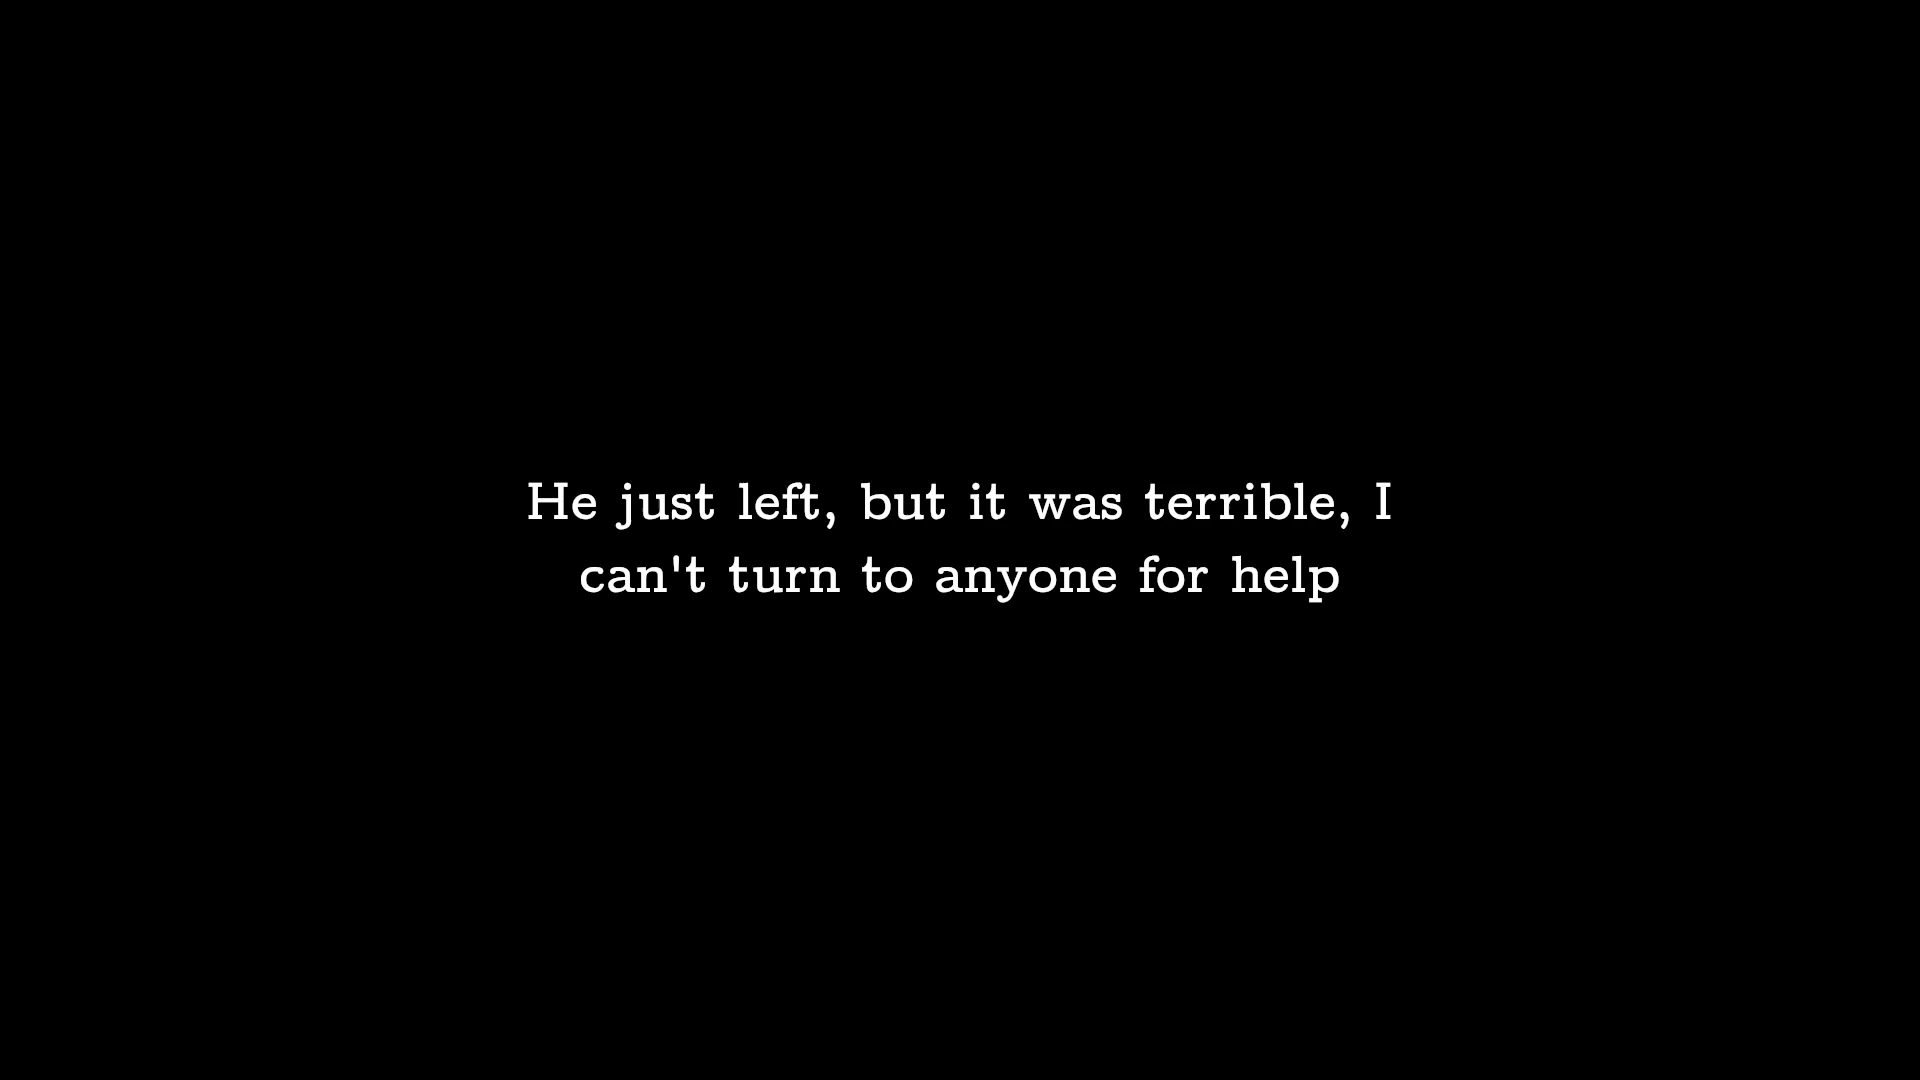 He just left, but it was terrible, I
can't turn to anyone for help